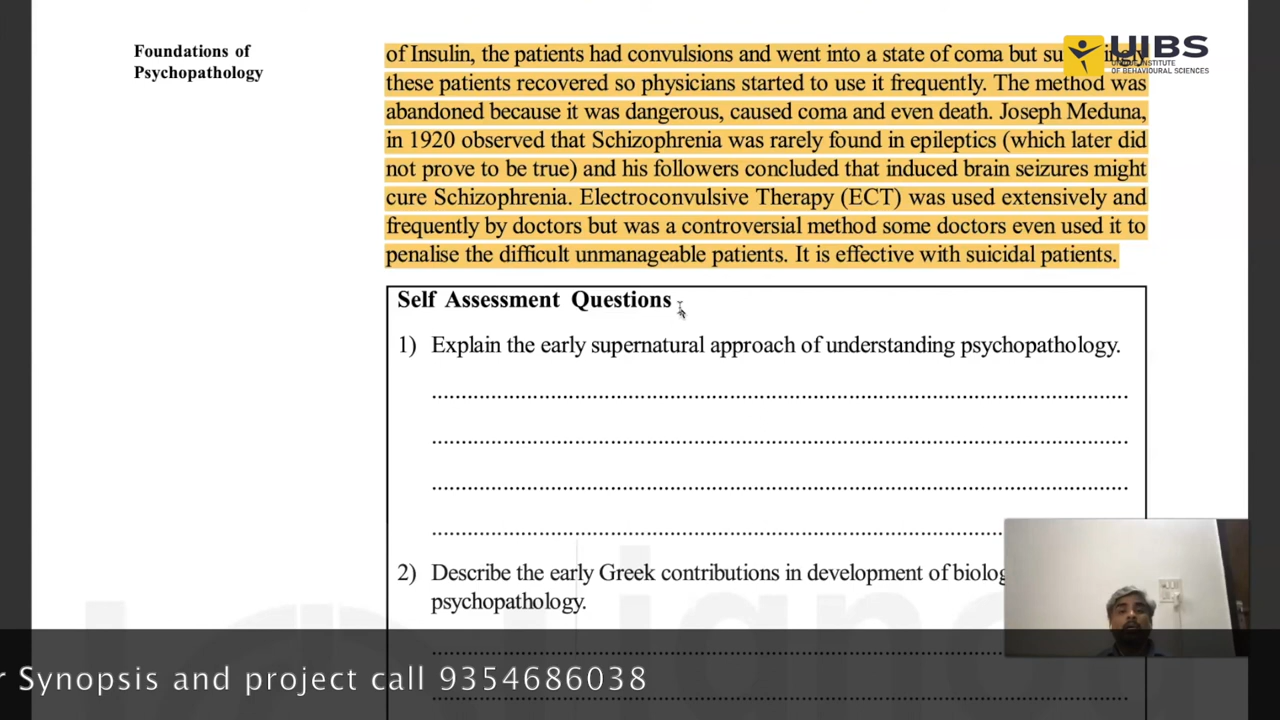 Foundations of
Psychopathology
UIBS
INSTITUTE
OF BEHAVIOURAL SCIENCES
of Insulin, the patients had convulsions and went into a state of coma but
these patients recovered so physicians started to use it frequently. The method was
abandoned because it was dangerous, caused coma and even death. Joseph Meduna,
in 1920 observed that Schizophrenia was rarely found in epileptics (which later did
not prove to be true) and his followers concluded that induced brain seizures might
cure Schizophrenia. Electroconvulsive Therapy (ECT) was used extensively and
frequently by doctors but was a controversial method some doctors even used it to
penalise the difficult unmanageable patients. It is effective with suicidal patients.
Self Assessment Questions
1) Explain the early supernatural approach of understanding psychopathology.
2) Describe the early Greek contributions in development of
psychopathology.
Synopsis and project call 9354686038